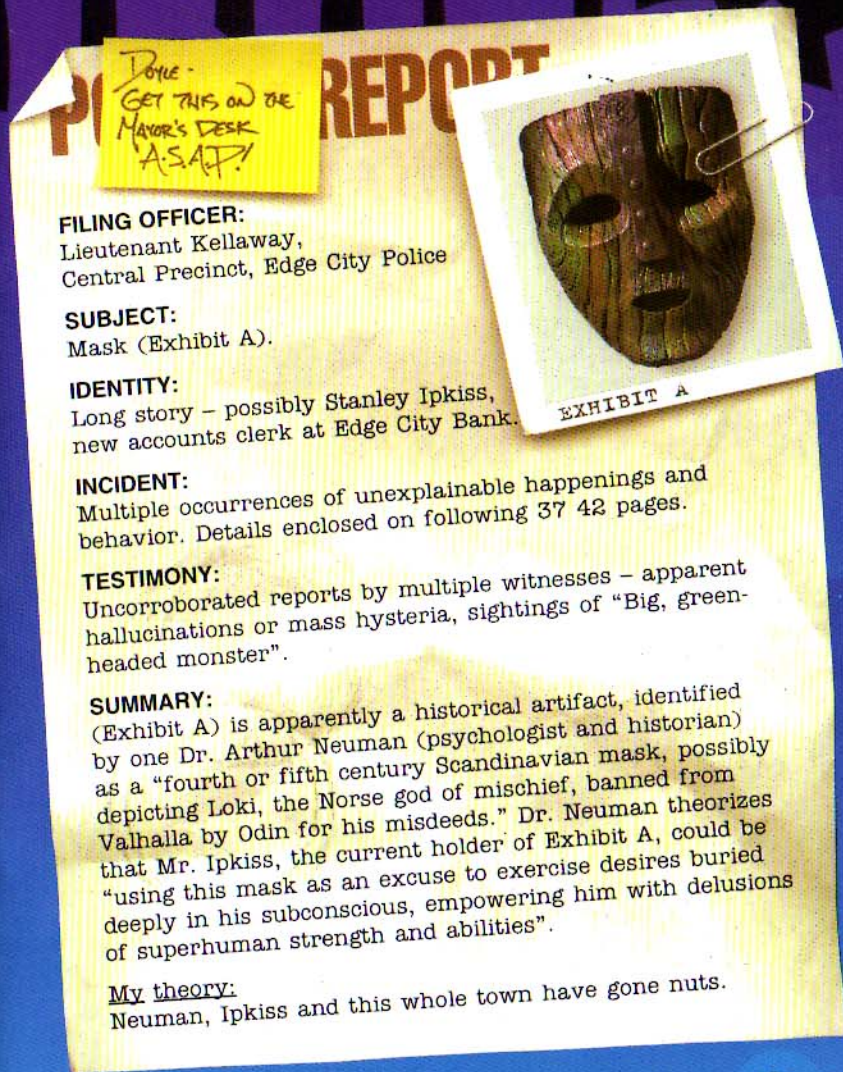 DOYLE -
GET THIS ON THE
MAYOR'S DESK
A.S.A.P!
REPORT
FILING OFFICER:
Lieutenant Kellaway,
Central Precinct, Edge City Police
SUBJECT:
Mask (Exhibit A).
IDENTITY:
Long story – possibly Stanley Ipkiss,
new accounts clerk at Edge City Bank.
EXHIBIT A
INCIDENT:
Multiple occurrences of unexplainable happenings and
behavior. Details enclosed on following 37 42 pages.
TESTIMONY:
Uncorroborated reports by multiple witnesses – apparent
hallucinations or mass hysteria, sightings of "Big, green-
headed monster".
SUMMARY:
(Exhibit A) is apparently a historical artifact, identified
by one Dr. Arthur Neuman (psychologist and historian)
as a "fourth or fifth century Scandinavian mask, possibly
depicting Loki, the Norse god of mischief, banned from
Valhalla by Odin for his misdeeds." Dr. Neuman theorizes
that Mr. Ipkiss, the current holder of Exhibit A, could be
"using this mask as an excuse to exercise desires buried
deeply in his subconscious, empowering him with delusions
of superhuman strength and abilities".
My theory:
Neuman, Ipkiss and this whole town have gone nuts.